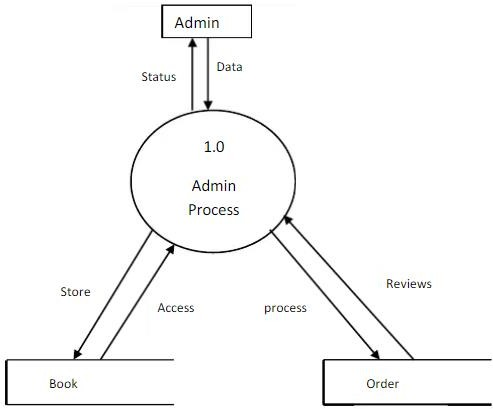 Admin
Status
Data
1.0
Admin
Process
Store
Access
process
Reviews
Book
Order